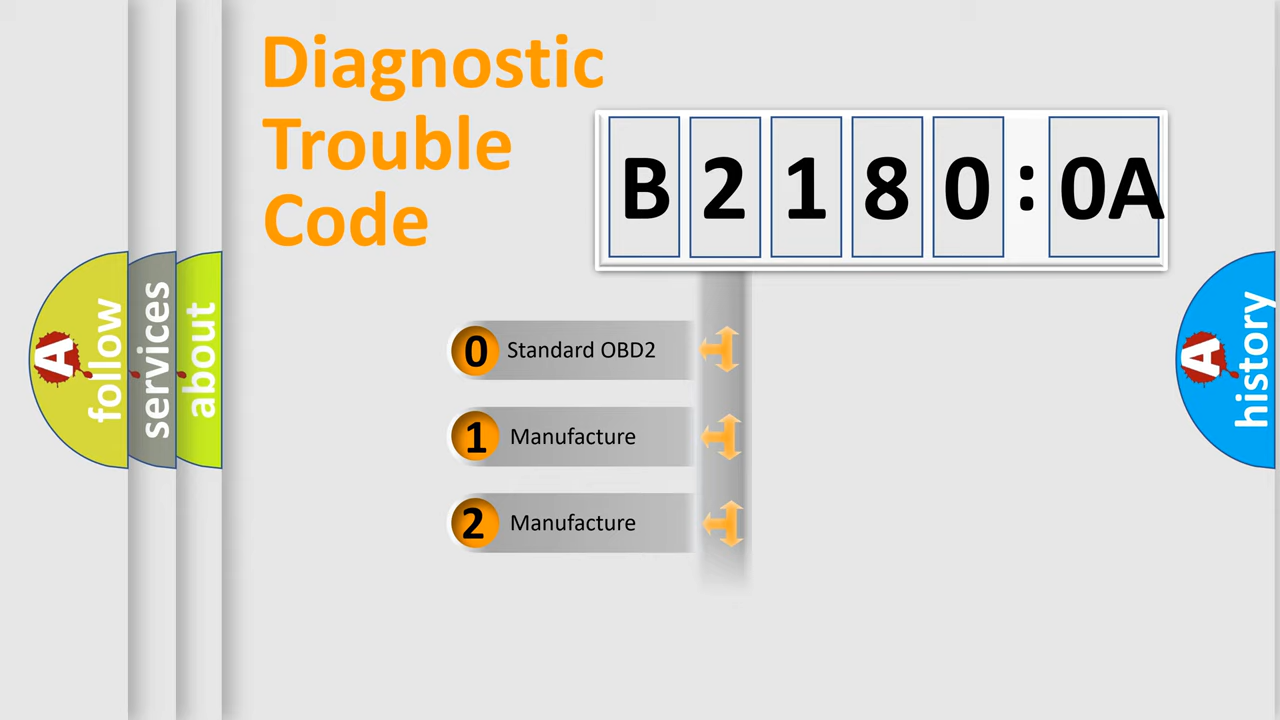 Diagnostic
Trouble
Code
B 2 1 8 0 : 0A
0 Standard OBD2
1 Manufacture
2 Manufacture
A follow
services
about
A history